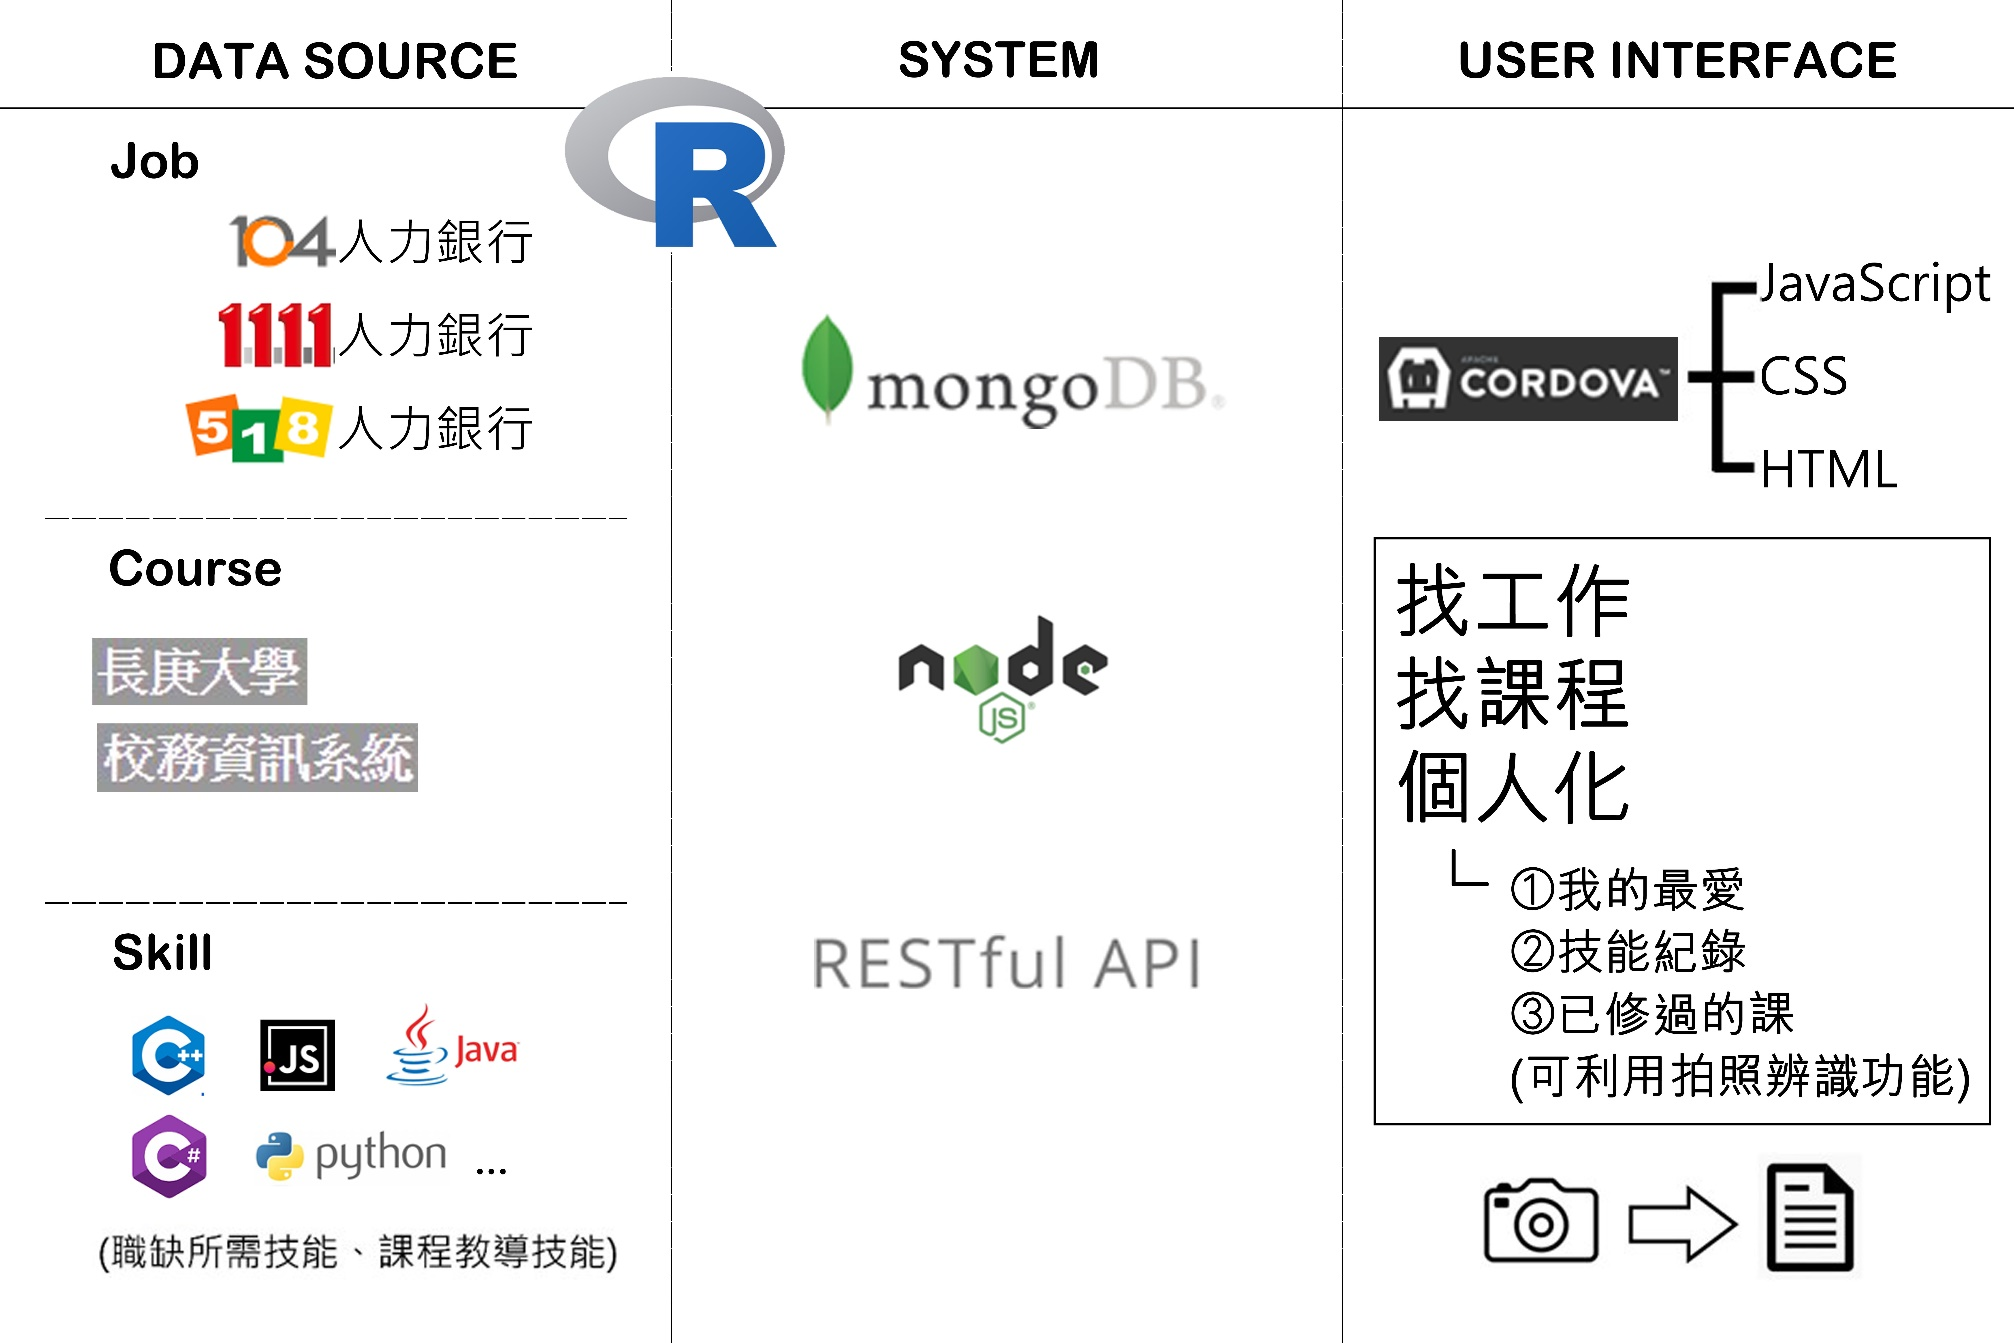 DATA SOURCE
SYSTEM
USER INTERFACE
R
Job
104人力銀行
1111人力銀行
518人力銀行
Course
長庚大學
校務資訊系統
Skill
C++
.JS
Java
C#
python ...
(職缺所需技能、課程教導技能)
mongoDB®
node
JS®
RESTful API
APACHE
CORDOVA™
JavaScript
CSS
HTML
找工作
找課程
個人化
①我的最愛
②技能紀錄
③已修過的課
(可利用拍照辨識功能)